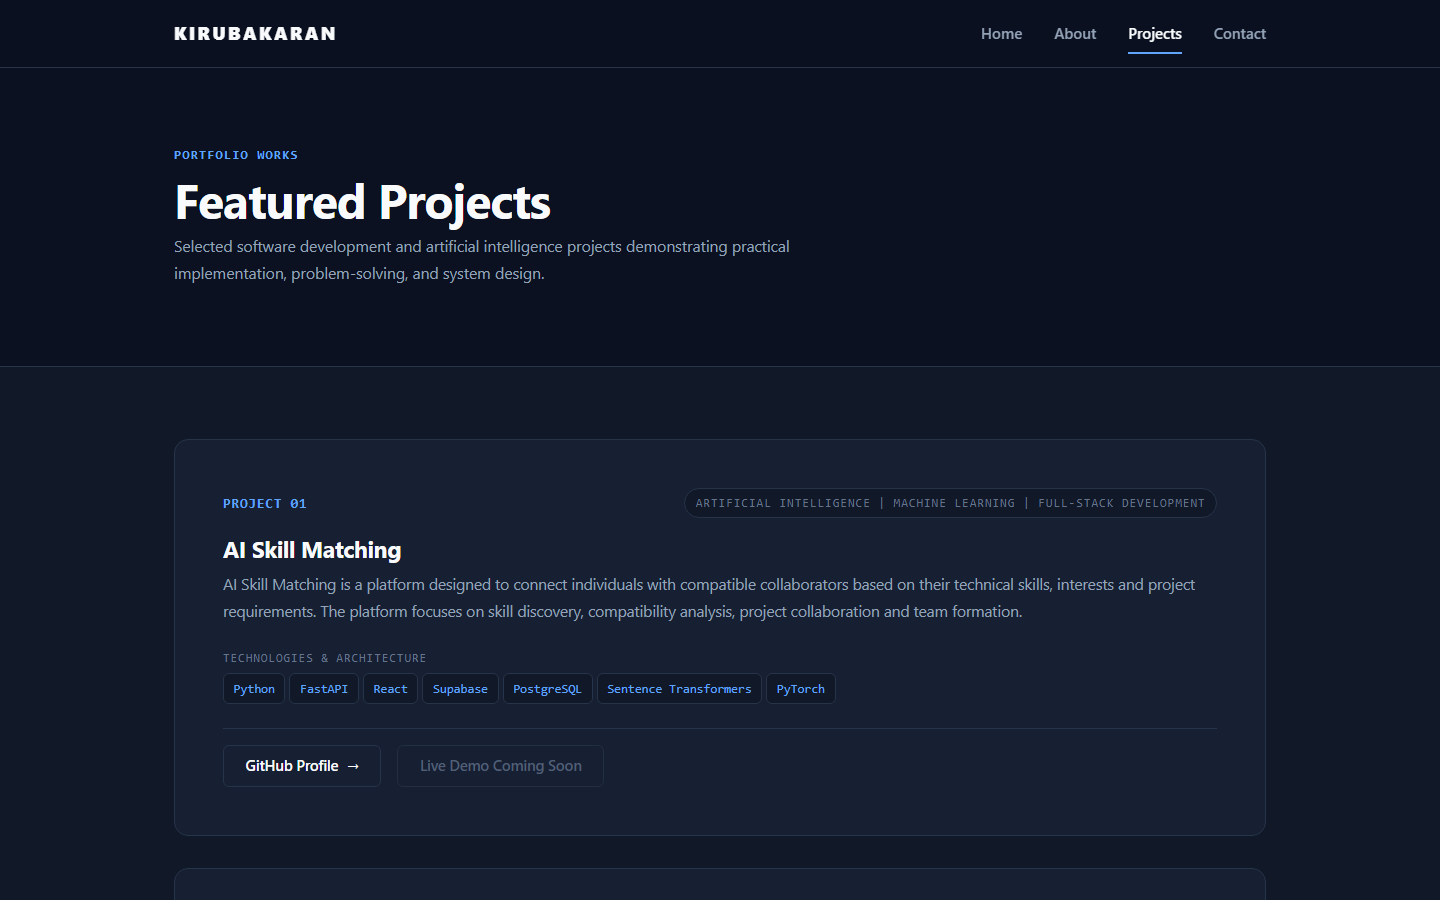 KIRUBAKARAN
Home About Projects Contact
PORTFOLIO WORKS
Featured Projects
Selected software development and artificial intelligence projects demonstrating practical
implementation, problem-solving, and system design.
PROJECT 01
ARTIFICIAL INTELLIGENCE | MACHINE LEARNING | FULL-STACK DEVELOPMENT
AI Skill Matching
AI Skill Matching is a platform designed to connect individuals with compatible collaborators based on their technical skills, interests and project
requirements. The platform focuses on skill discovery, compatibility analysis, project collaboration and team formation.
TECHNOLOGIES & ARCHITECTURE
Python FastAPI React Supabase PostgreSQL Sentence Transformers PyTorch
GitHub Profile → Live Demo Coming Soon